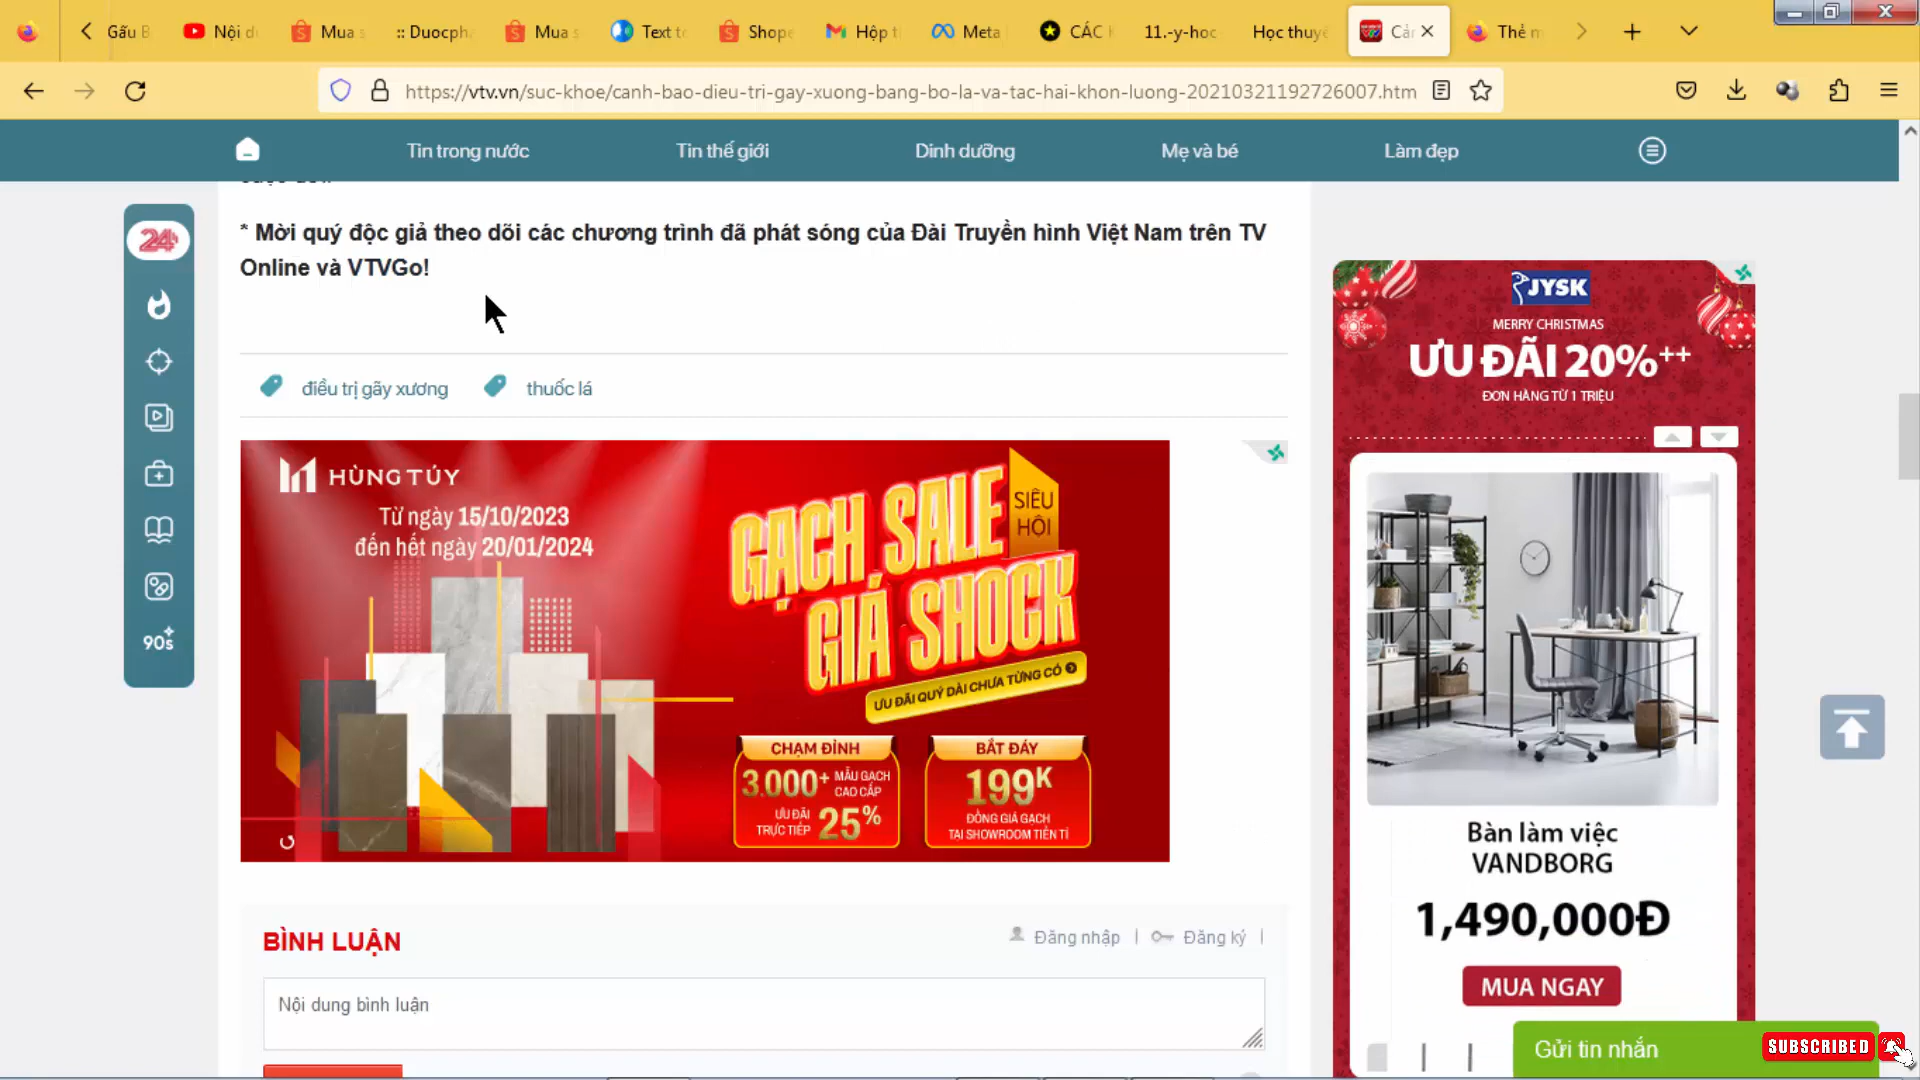 Gấu B
Nội d
Mua s
:: Duocpha
Mua s
Text to
Shope
Hộp t
Meta
CÁC
11.-y-hoc
Học thuyế
Cản
Thẻ m
https://vtv.vn/suc-khoe/canh-bao-dieu-tri-gay-xuong-bang-bo-la-va-tac-hai-khon-luong-20210321192726007.htm
Tin trong nước
Tin thế giới
Dinh dưỡng
Mẹ và bé
Làm đẹp
24h
90s
* Mời quý độc giả theo dõi các chương trình đã phát sóng của Đài Truyền hình Việt Nam trên TV
Online và VTVGo!
điều trị gãy xương
thuốc lá
HÙNG TÚY
Từ ngày 15/10/2023
đến hết ngày 20/01/2024
SIÊU
HỘI
GẠCH SALE
GIÁ SHOCK
ƯU ĐÃI QUÝ DÀI CHƯA TỪNG CÓ
CHẠM ĐỈNH
3.000+ MẪU GẠCH
CAO CẤP
ƯU ĐÃI
TRỰC TIẾP 25%
BẮT ĐÁY
199K
ĐỒNG GIÁ GẠCH
TẠI SHOWROOM TIỀN TỈ
BÌNH LUẬN
Đăng nhập |
Đăng ký |
Nội dung bình luận
JYSK
MERRY CHRISTMAS
ƯU ĐÃI 20%++
ĐƠN HÀNG TỪ 1 TRIỆU
Bàn làm việc
VANDBORG
1,490,000Đ
MUA NGAY
Gửi tin nhắn
SUBSCRIBED